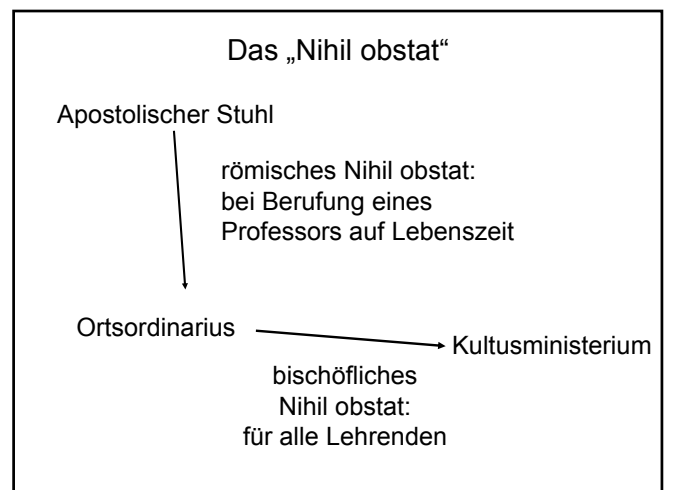 Das „Nihil obstat“
Apostolischer Stuhl
römisches Nihil obstat:
bei Berufung eines
Professors auf Lebenszeit
Ortsordinarius
Kultusministerium
bischöfliches
Nihil obstat:
für alle Lehrenden